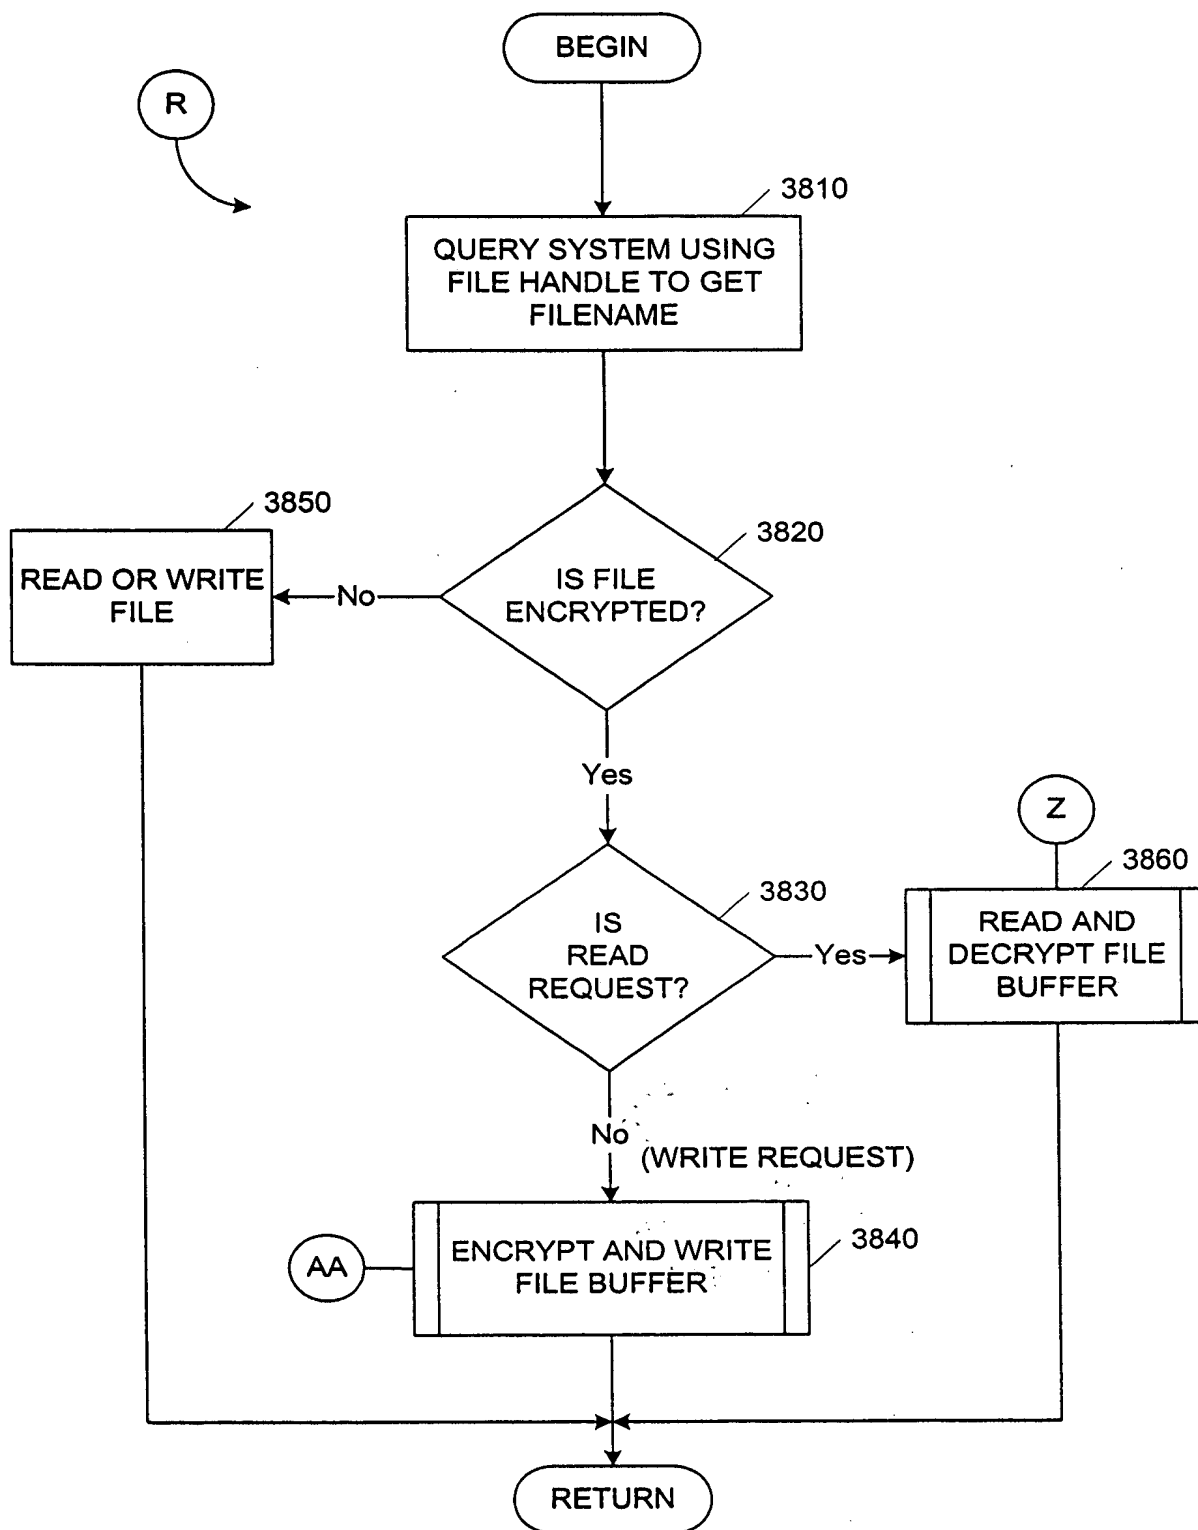 BEGIN
R
3810
QUERY SYSTEM USING
FILE HANDLE TO GET
FILENAME
3850
3820
READ OR WRITE
FILE
No
IS FILE
ENCRYPTED?
Yes
Z
3860
3830
IS
READ
REQUEST?
Yes
READ AND
DECRYPT FILE
BUFFER
No
(WRITE REQUEST)
3840
AA
ENCRYPT AND WRITE
FILE BUFFER
RETURN